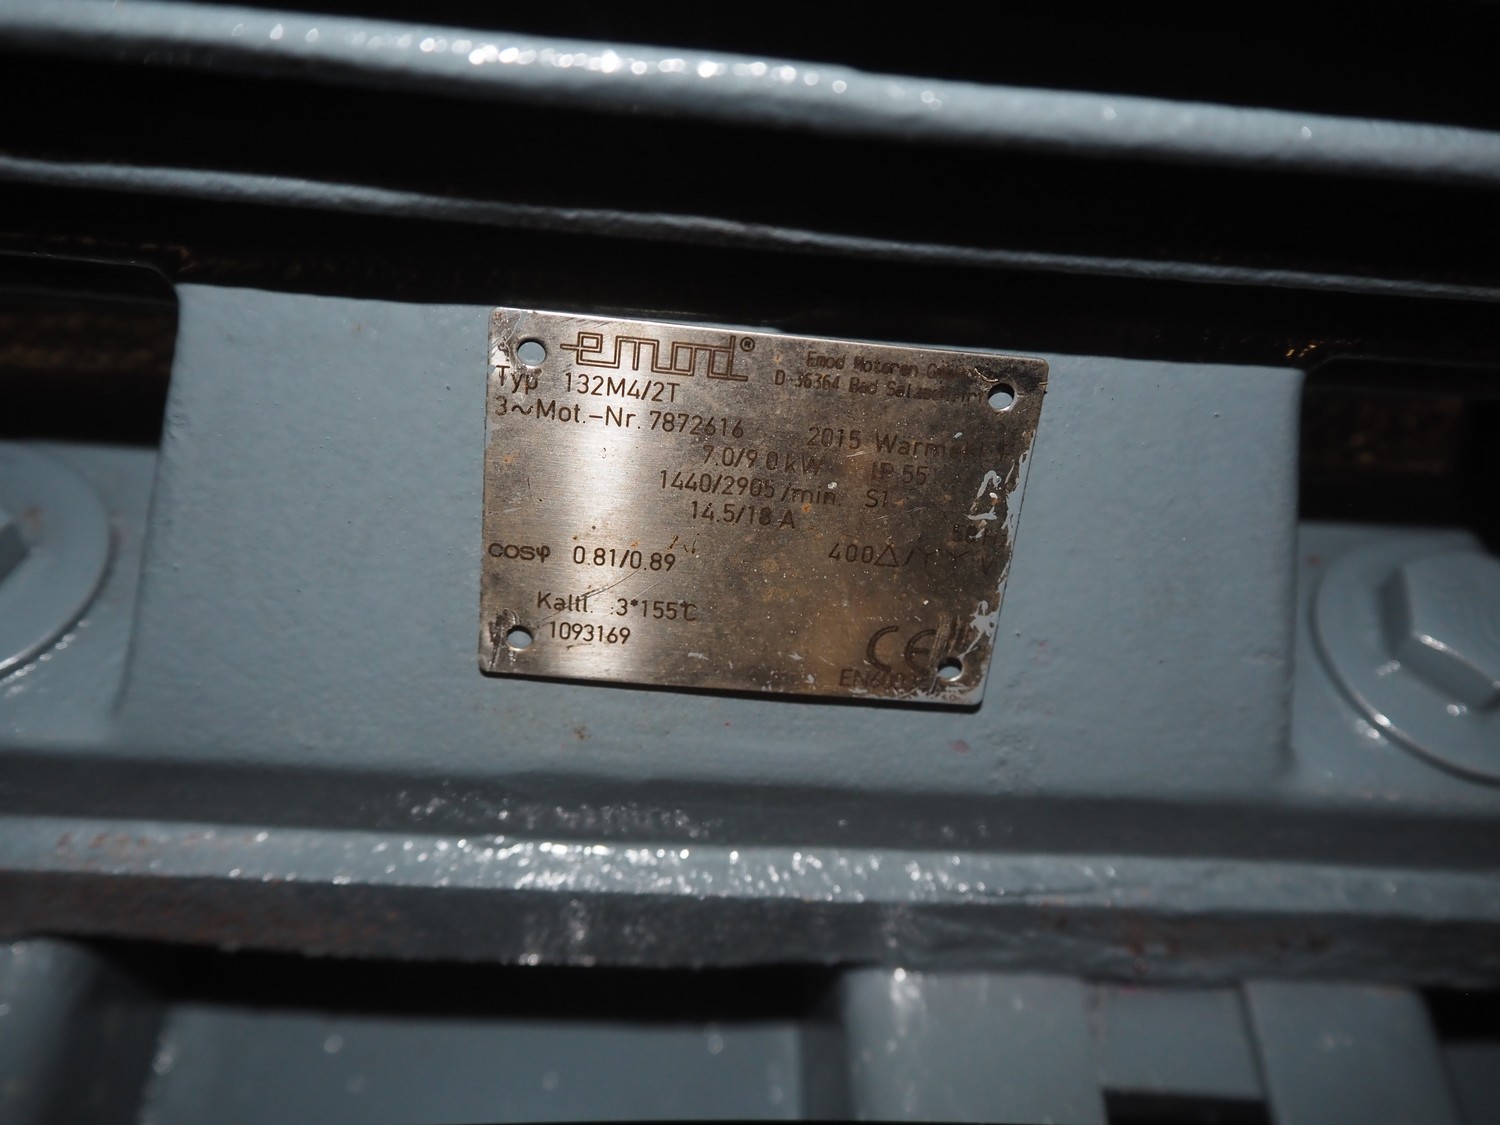 emod®
Emod Motoren
D-36364 Bad
Typ 132M4/2T
3~Mot.-Nr. 7872616 2015
7.0/9.0 kW IP 55
1440/2905 /min. S1
14.5/18 A
cosφ 0.81/0.89 400△/
Kaltl. :3*155°C
1093169
CE